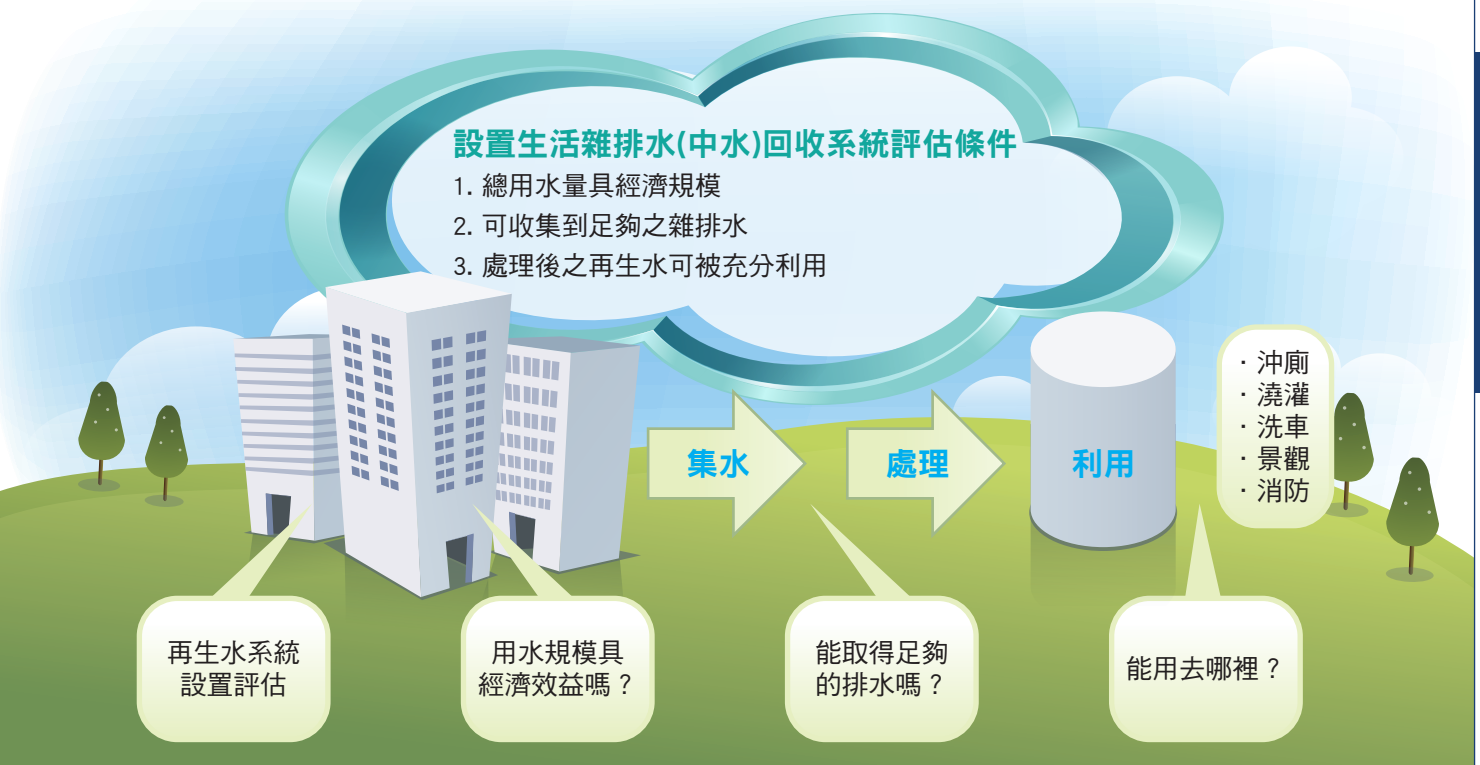 設置生活雜排水(中水)回收系統評估條件
1. 總用水量具經濟規模
2. 可收集到足夠之雜排水
3. 處理後之再生水可被充分利用
集水
處理
利用
·沖廁
·澆灌
·洗車
·景觀
·消防
再生水系統
設置評估
用水規模具
經濟效益嗎？
能取得足夠
的排水嗎？
能用去哪裡？